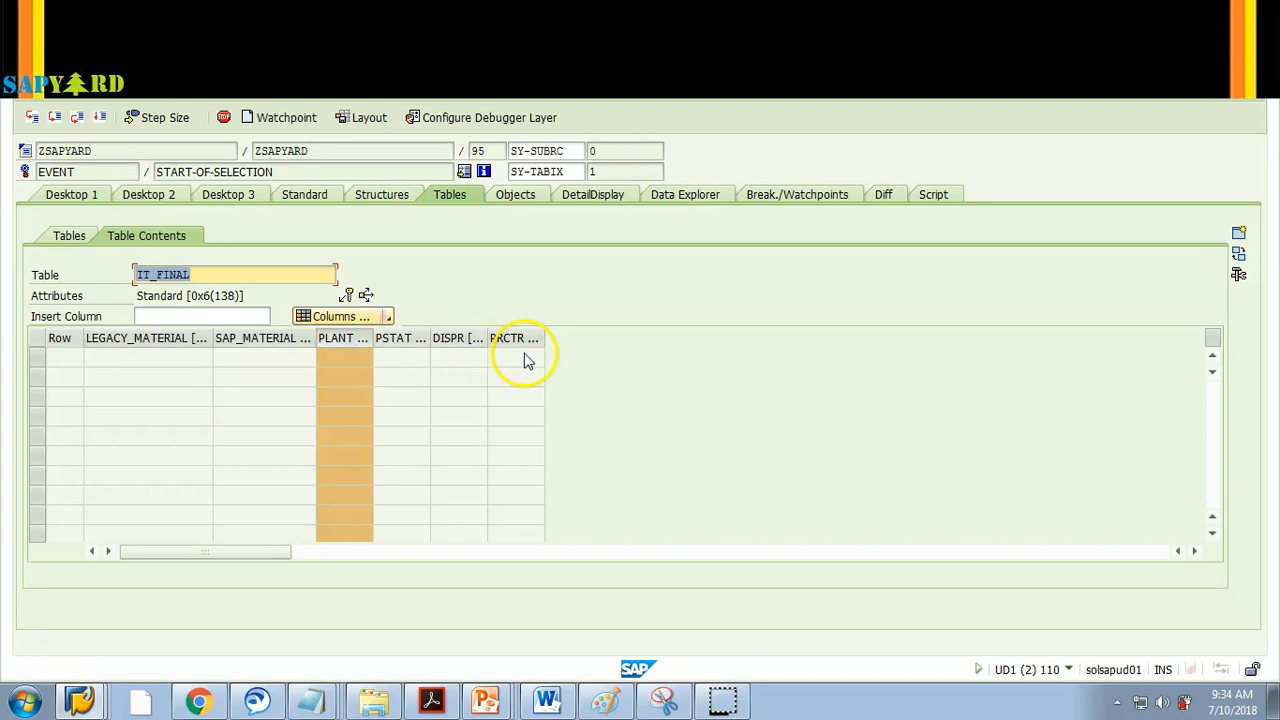 SAPYARD
Step Size Watchpoint Layout Configure Debugger Layer
ZSAPYARD / ZSAPYARD / 95 SY-SUBRC 0
EVENT / START-OF-SELECTION SY-TABIX 1
Desktop 1 Desktop 2 Desktop 3 Standard Structures Tables Objects DetailDisplay Data Explorer Break./Watchpoints Diff Script
Tables Table Contents
Table IT_FINAL
Attributes Standard [0x6(138)]
Insert Column Columns ...
Row LEGACY_MATERIAL [... SAP_MATERIAL ... PLANT ... PSTAT ... DISPR [... PRCTR ...
SAP
UD1 (2) 110 solsapud01 INS
9:34 AM
7/10/2018